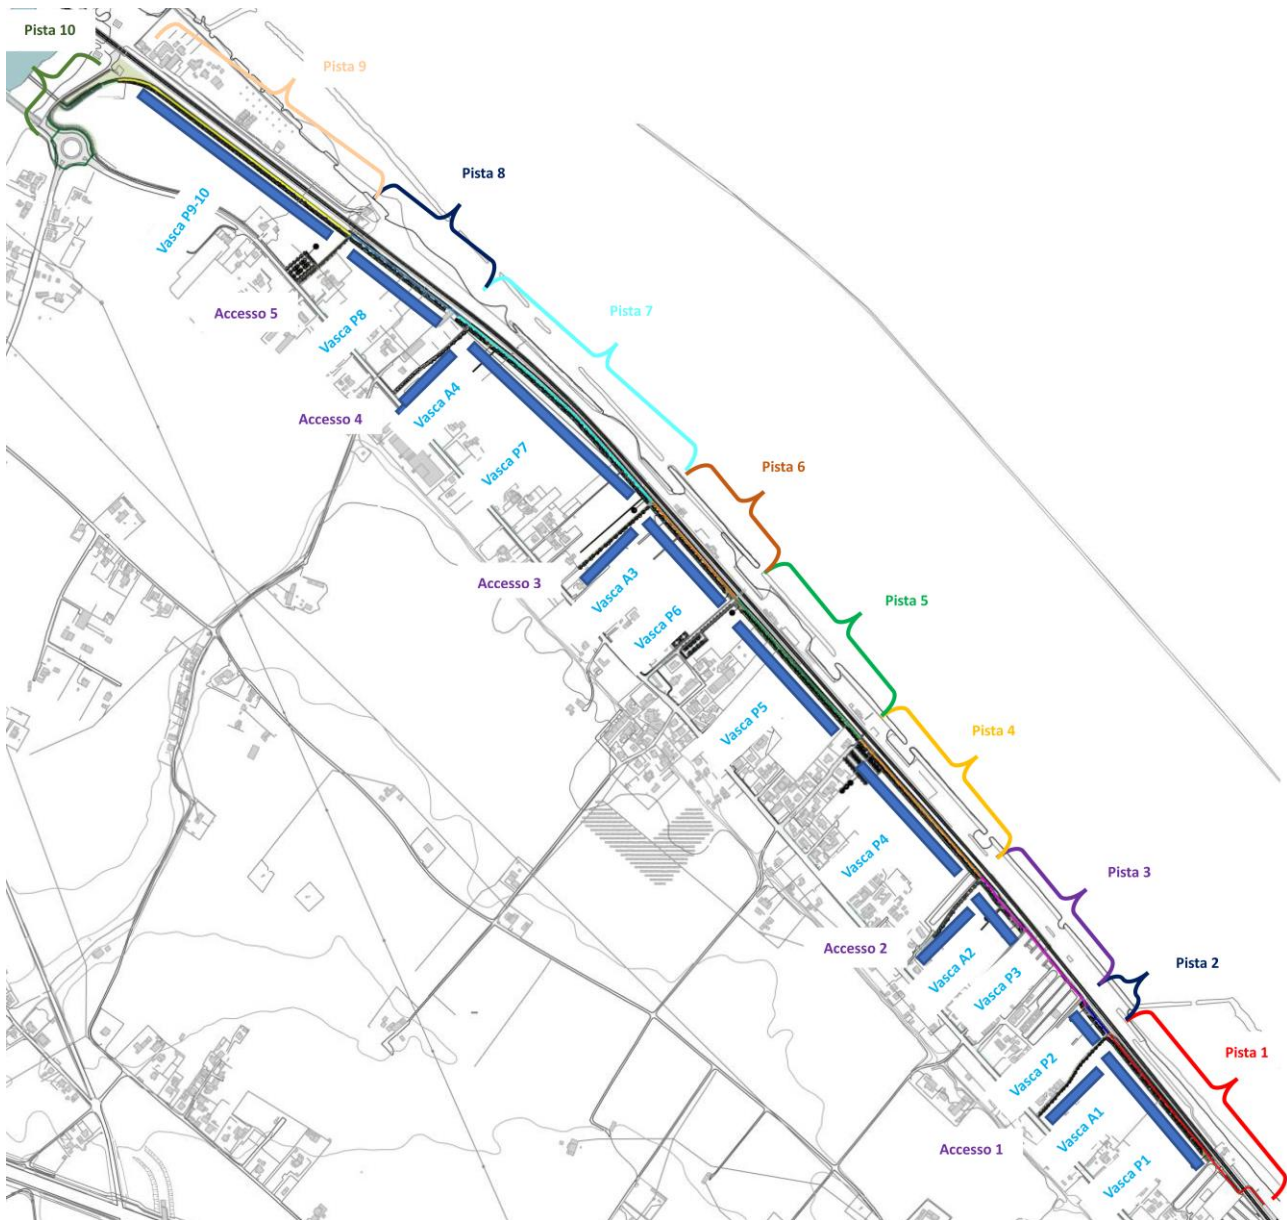 Pista 10
Pista 9
Pista 8
Vasca P9-10
Pista 7
Accesso 5
Vasca P8
Vasca A4
Accesso 4
Vasca P7
Pista 6
Accesso 3
Vasca A3
Pista 5
Vasca P6
Vasca P5
Pista 4
Vasca P4
Pista 3
Accesso 2
Vasca A2
Vasca P3
Pista 2
Pista 1
Vasca P2
Vasca A1
Accesso 1
Vasca P1